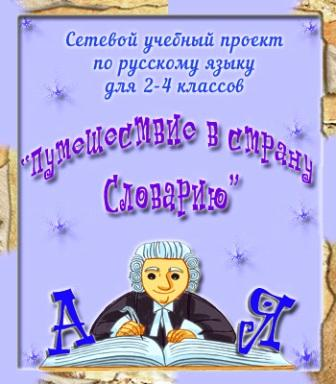 Сетевой учебный проект
по русскому языку
для 2-4 классов
"Путешествие в страну
Словарию"
А Я